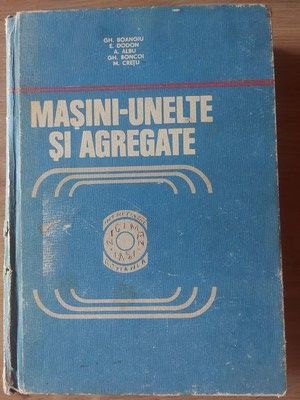 GH. BOANGIU
E. DODON
A. ALBU
GH. BONCOI
M. CREȚU
MAȘINI-UNELTE
ȘI AGREGATE